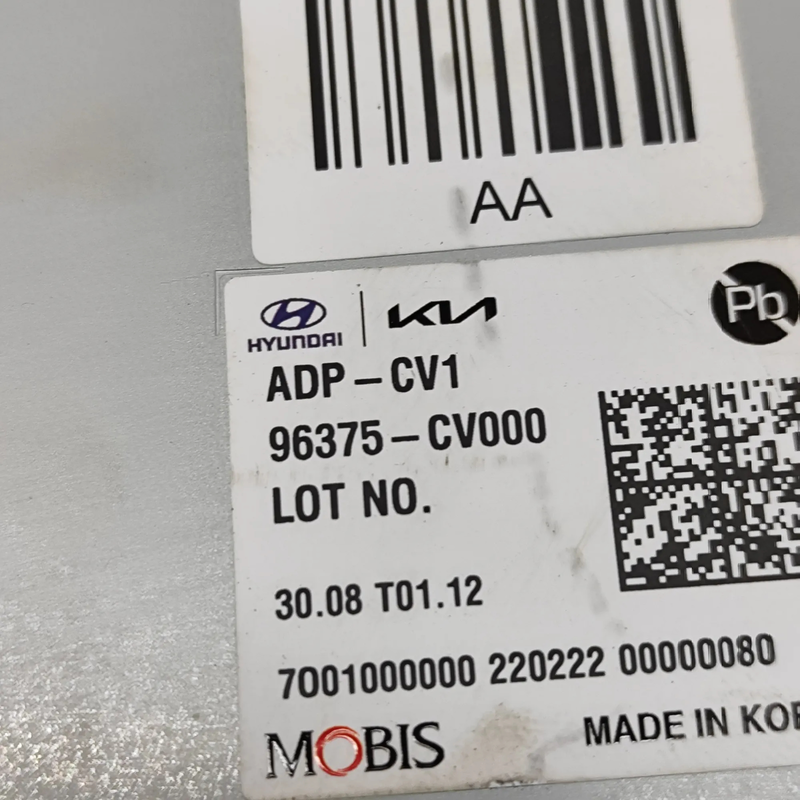 AA
HYUNDAI KIA Pb
ADP-CV1
96375-CV000
LOT NO.
30.08 T01.12
7001000000 220222 00000080
MOBIS MADE IN